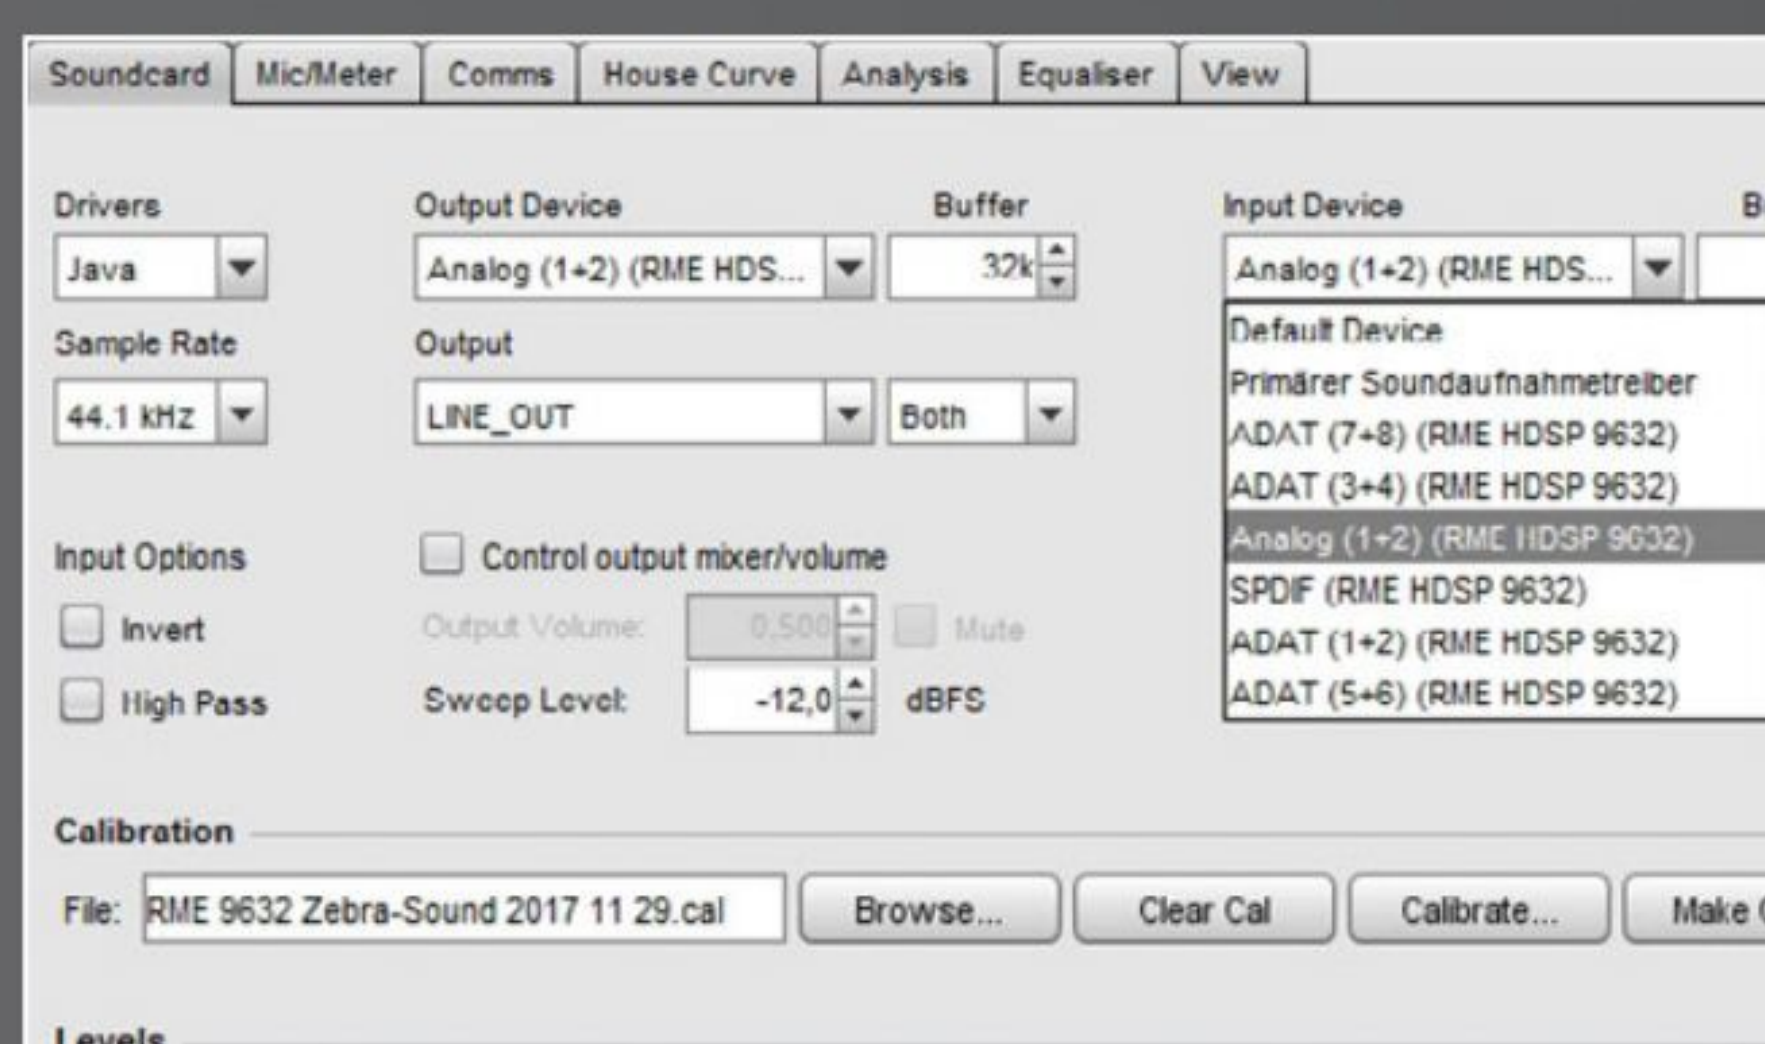 Soundcard Mic/Meter Comms House Curve Analysis Equaliser View
Drivers Output Device Buffer Input Device
Java Analog (1+2) (RME HDS... 32k Analog (1+2) (RME HDS...
Sample Rate Output
44.1 kHz LINE_OUT Both
Default Device
Primärer Soundaufnahmetreiber
ADAT (7+8) (RME HDSP 9632)
ADAT (3+4) (RME HDSP 9632)
Analog (1+2) (RME HDSP 9632)
SPDIF (RME HDSP 9632)
ADAT (1+2) (RME HDSP 9632)
ADAT (5+6) (RME HDSP 9632)
Input Options Control output mixer/volume
Invert Output Volume: 0,500 Mute
High Pass Sweep Level: -12,0 dBFS
Calibration
File: RME 9632 Zebra-Sound 2017 11 29.cal Browse... Clear Cal Calibrate... Make
Levels